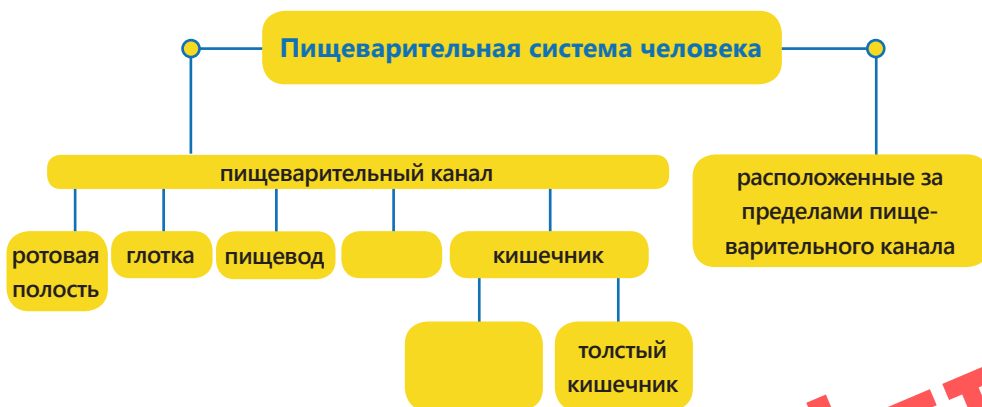 Пищеварительная система человека
пищеварительный канал
расположенные за
пределами пище-
варительного канала
ротовая
полость
глотка
пищевод
кишечник
толстый
кишечник